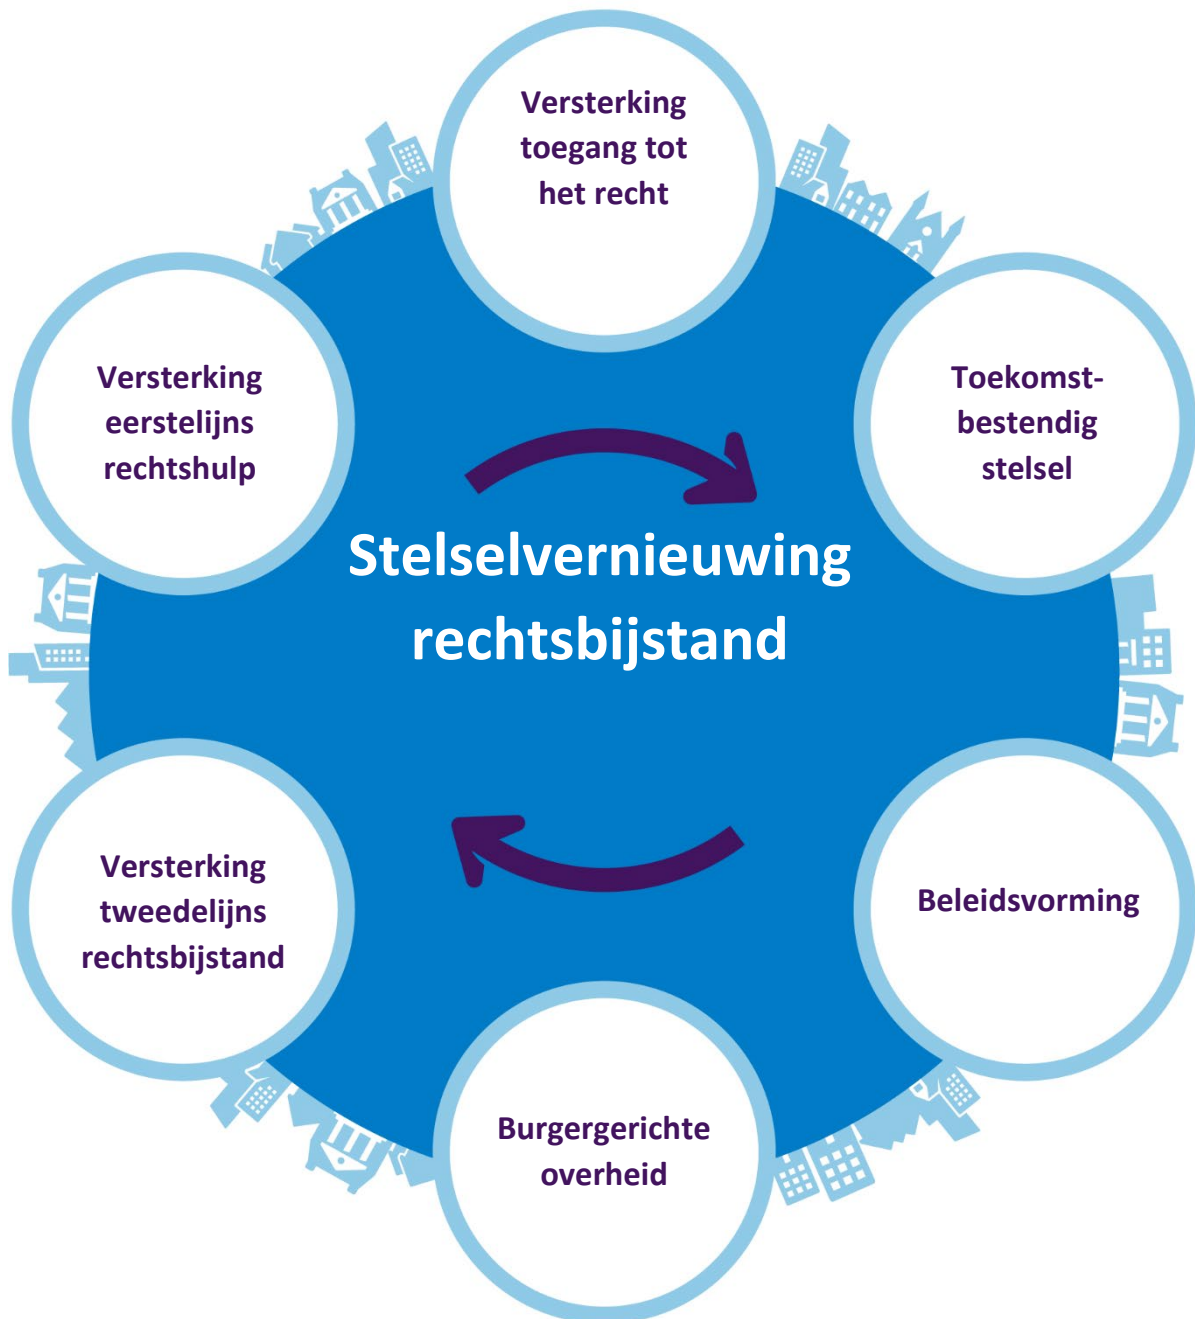 Versterking
toegang tot
het recht
Versterking
eerstelijns
rechtshulp
Toekomst-
bestendig
stelsel
Stelselvernieuwing
rechtsbijstand
Versterking
tweedelijns
rechtsbijstand
Beleidsvorming
Burgergerichte
overheid